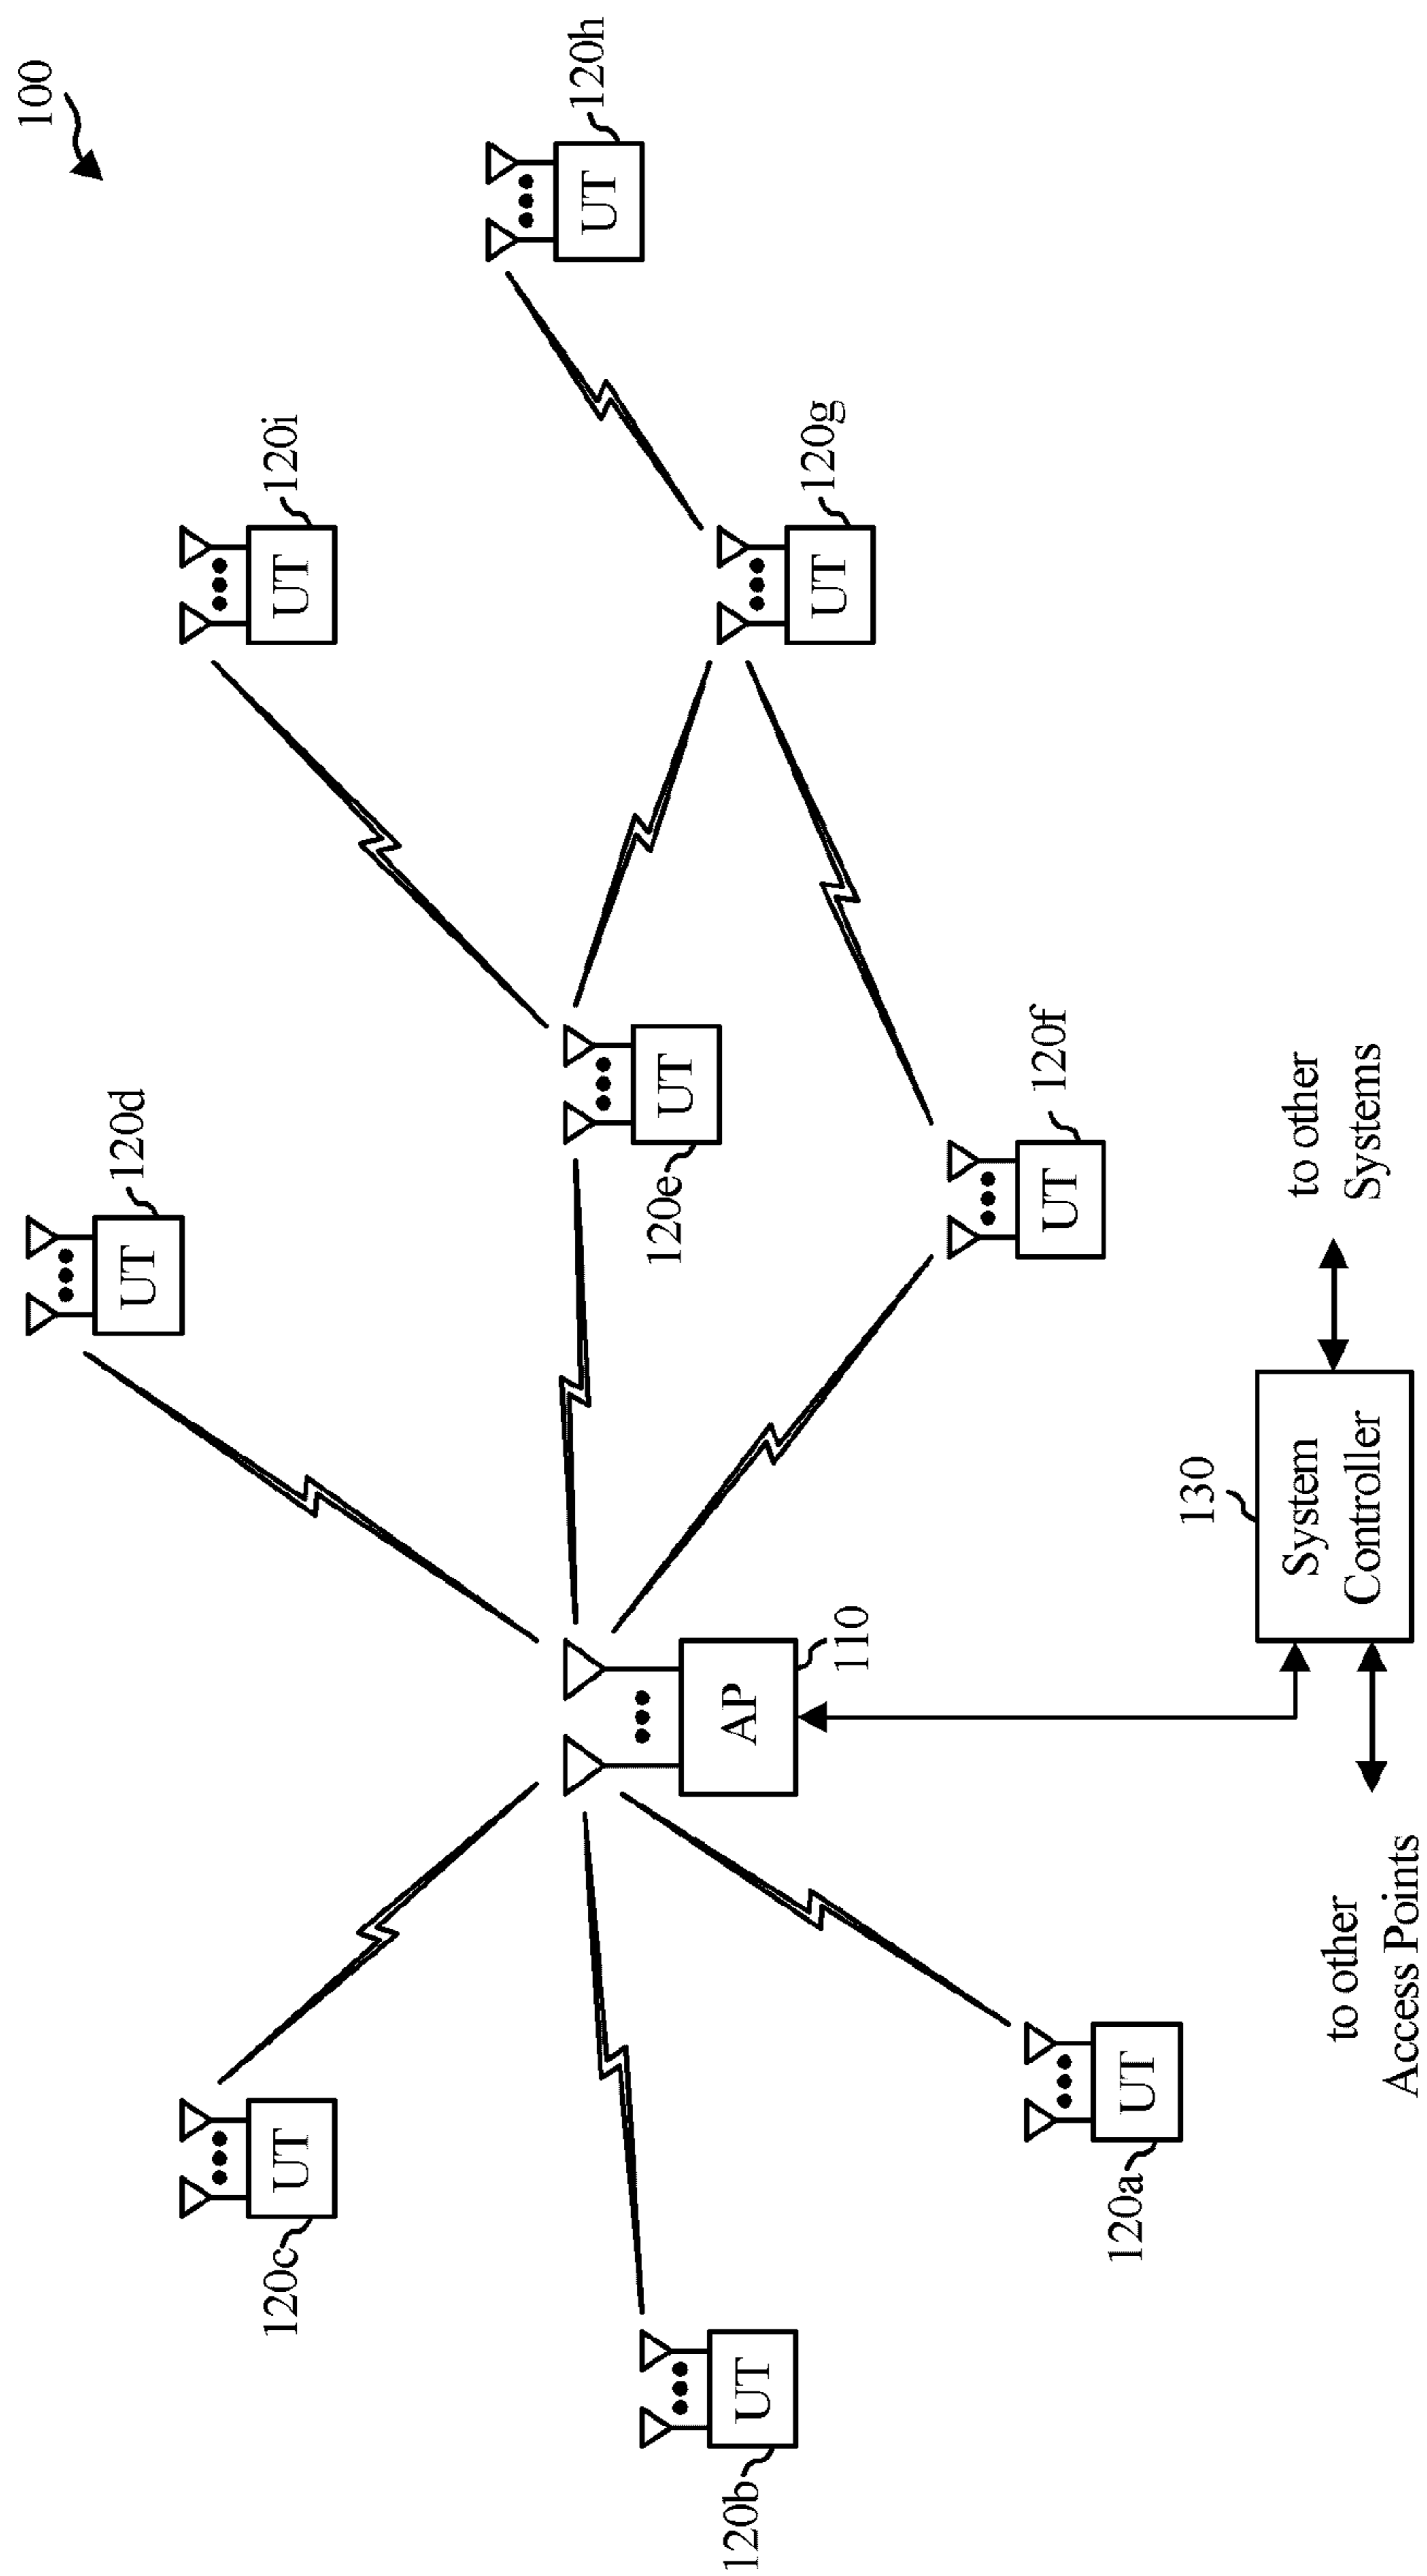 100
UT
120d
UT
120i
UT
120h
UT
120c
UT
120e
UT
120g
UT
120b
AP
110
UT
120f
UT
120a
130
System
Controller
to other
Systems
to other
Access Points